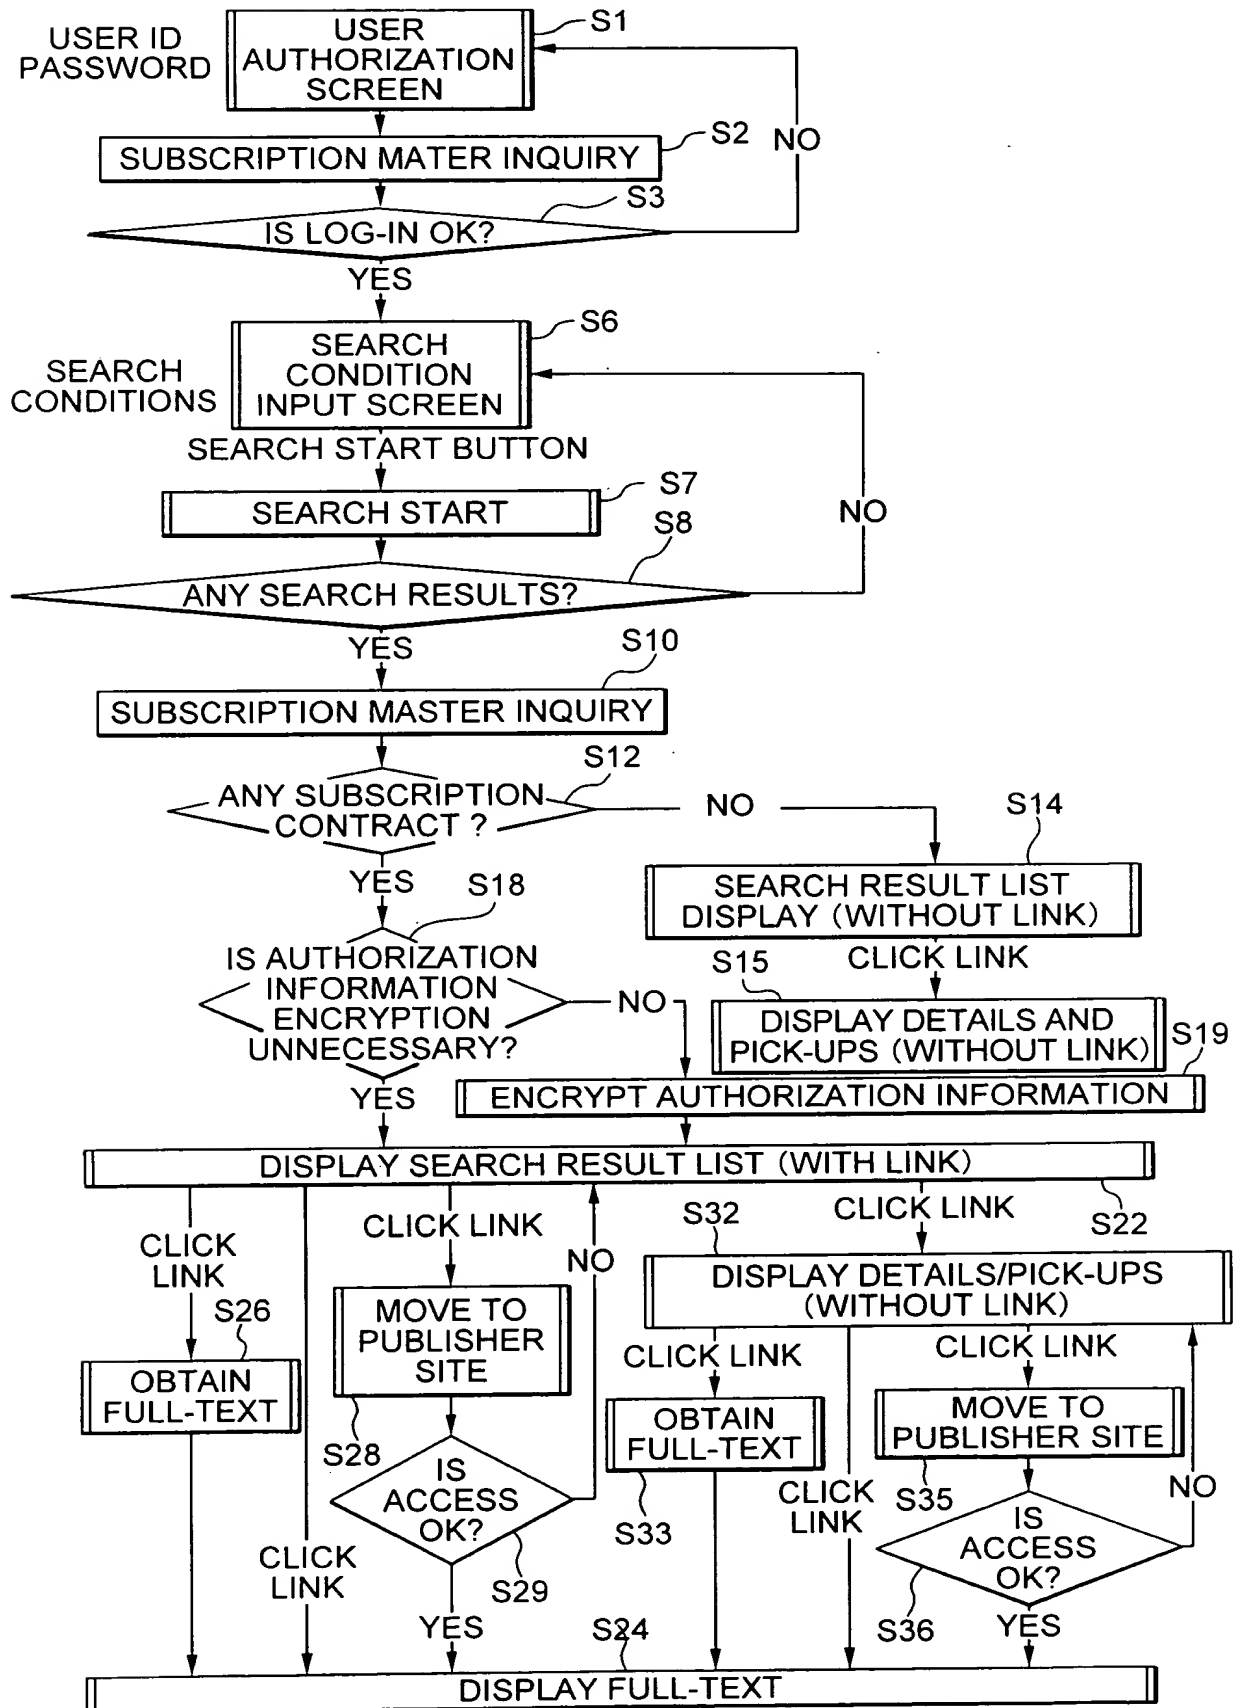 USER ID
PASSWORD
USER
AUTHORIZATION
SCREEN
S1
NO
SUBSCRIPTION MATER INQUIRY
S2
IS LOG-IN OK?
S3
YES
SEARCH
CONDITIONS
SEARCH
CONDITION
INPUT SCREEN
S6
SEARCH START BUTTON
SEARCH START
S7
NO
ANY SEARCH RESULTS?
S8
YES
SUBSCRIPTION MASTER INQUIRY
S10
ANY SUBSCRIPTION
CONTRACT ?
S12
NO
YES
S14
SEARCH RESULT LIST
DISPLAY (WITHOUT LINK)
CLICK LINK
S15
DISPLAY DETAILS AND
PICK-UPS (WITHOUT LINK)
S18
IS AUTHORIZATION
INFORMATION
ENCRYPTION
UNNECESSARY?
NO
YES
S19
ENCRYPT AUTHORIZATION INFORMATION
DISPLAY SEARCH RESULT LIST (WITH LINK)
S22
CLICK
LINK
S26
OBTAIN
FULL-TEXT
CLICK
LINK
CLICK LINK
NO
MOVE TO
PUBLISHER
SITE
S28
IS
ACCESS
OK?
S29
YES
CLICK LINK
S32
DISPLAY DETAILS/PICK-UPS
(WITHOUT LINK)
CLICK LINK
OBTAIN
FULL-TEXT
S33
CLICK
LINK
CLICK LINK
MOVE TO
PUBLISHER SITE
S35
NO
IS
ACCESS
OK?
S36
YES
S24
DISPLAY FULL-TEXT